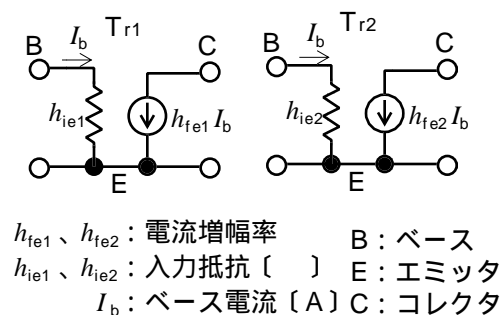 Tr1
B
Ib
C
hie1
hfe1 Ib
E
Tr2
B
Ib
C
hie2
hfe2 Ib
E
hfe1 、 hfe2 : 電流増幅率
B : ベース
hie1 、 hie2 : 入力抵抗〔 〕
E : エミッタ
Ib : ベース電流〔A〕
C : コレクタ